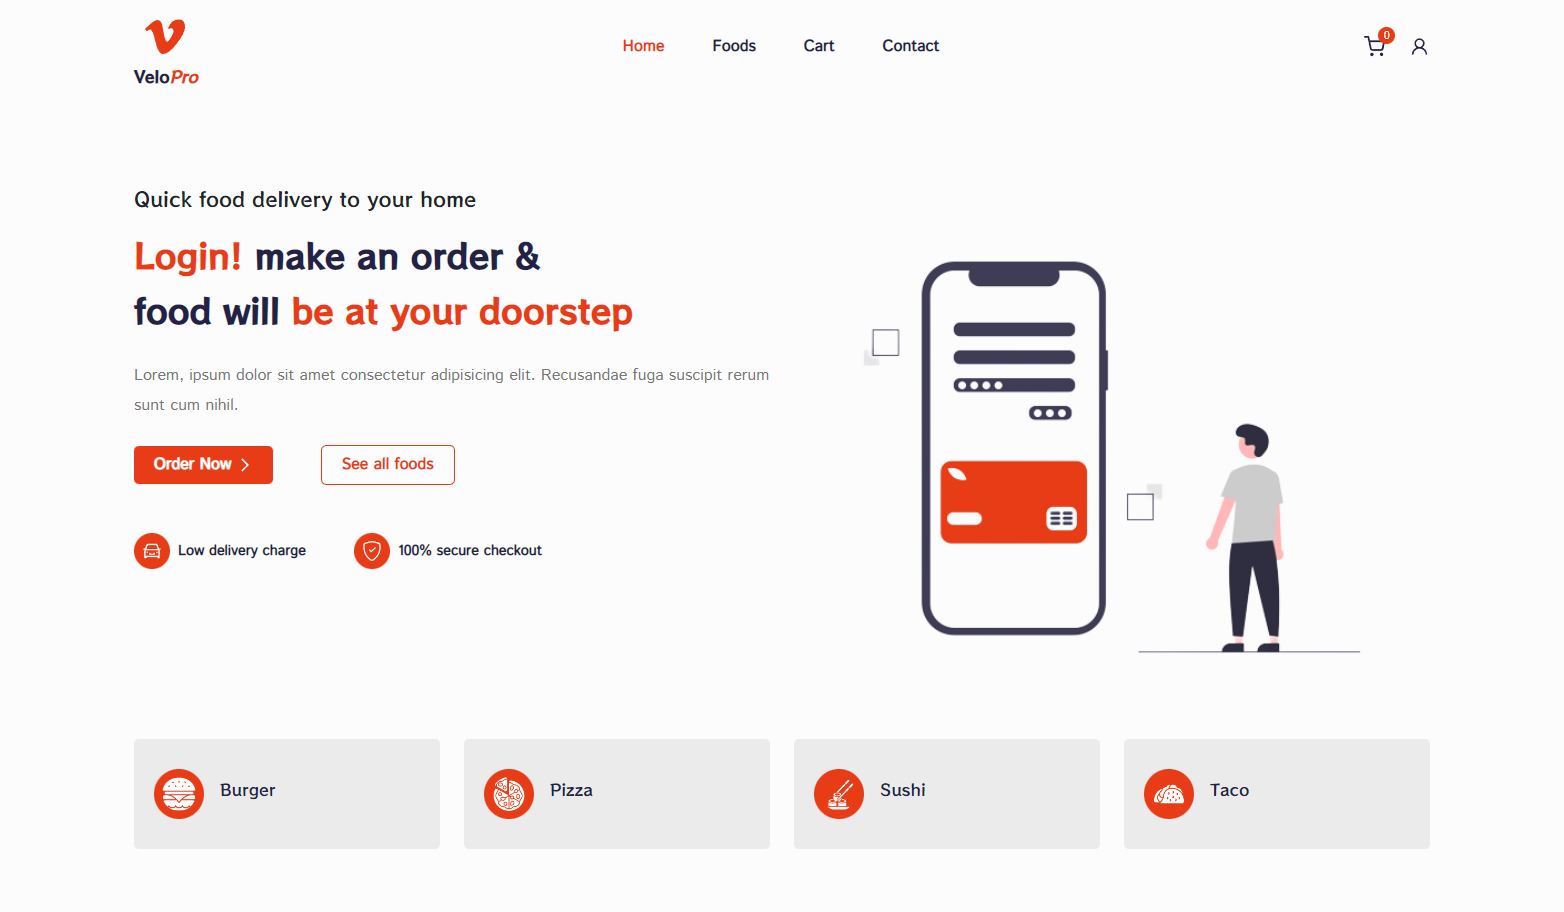 VeloPro
Home
Foods
Cart
Contact
0
Quick food delivery to your home
Login! make an order &
food will be at your doorstep
Lorem, ipsum dolor sit amet consectetur adipisicing elit. Recusandae fuga suscipit rerum
sunt cum nihil.
Order Now
See all foods
Low delivery charge
100% secure checkout
Burger
Pizza
Sushi
Taco